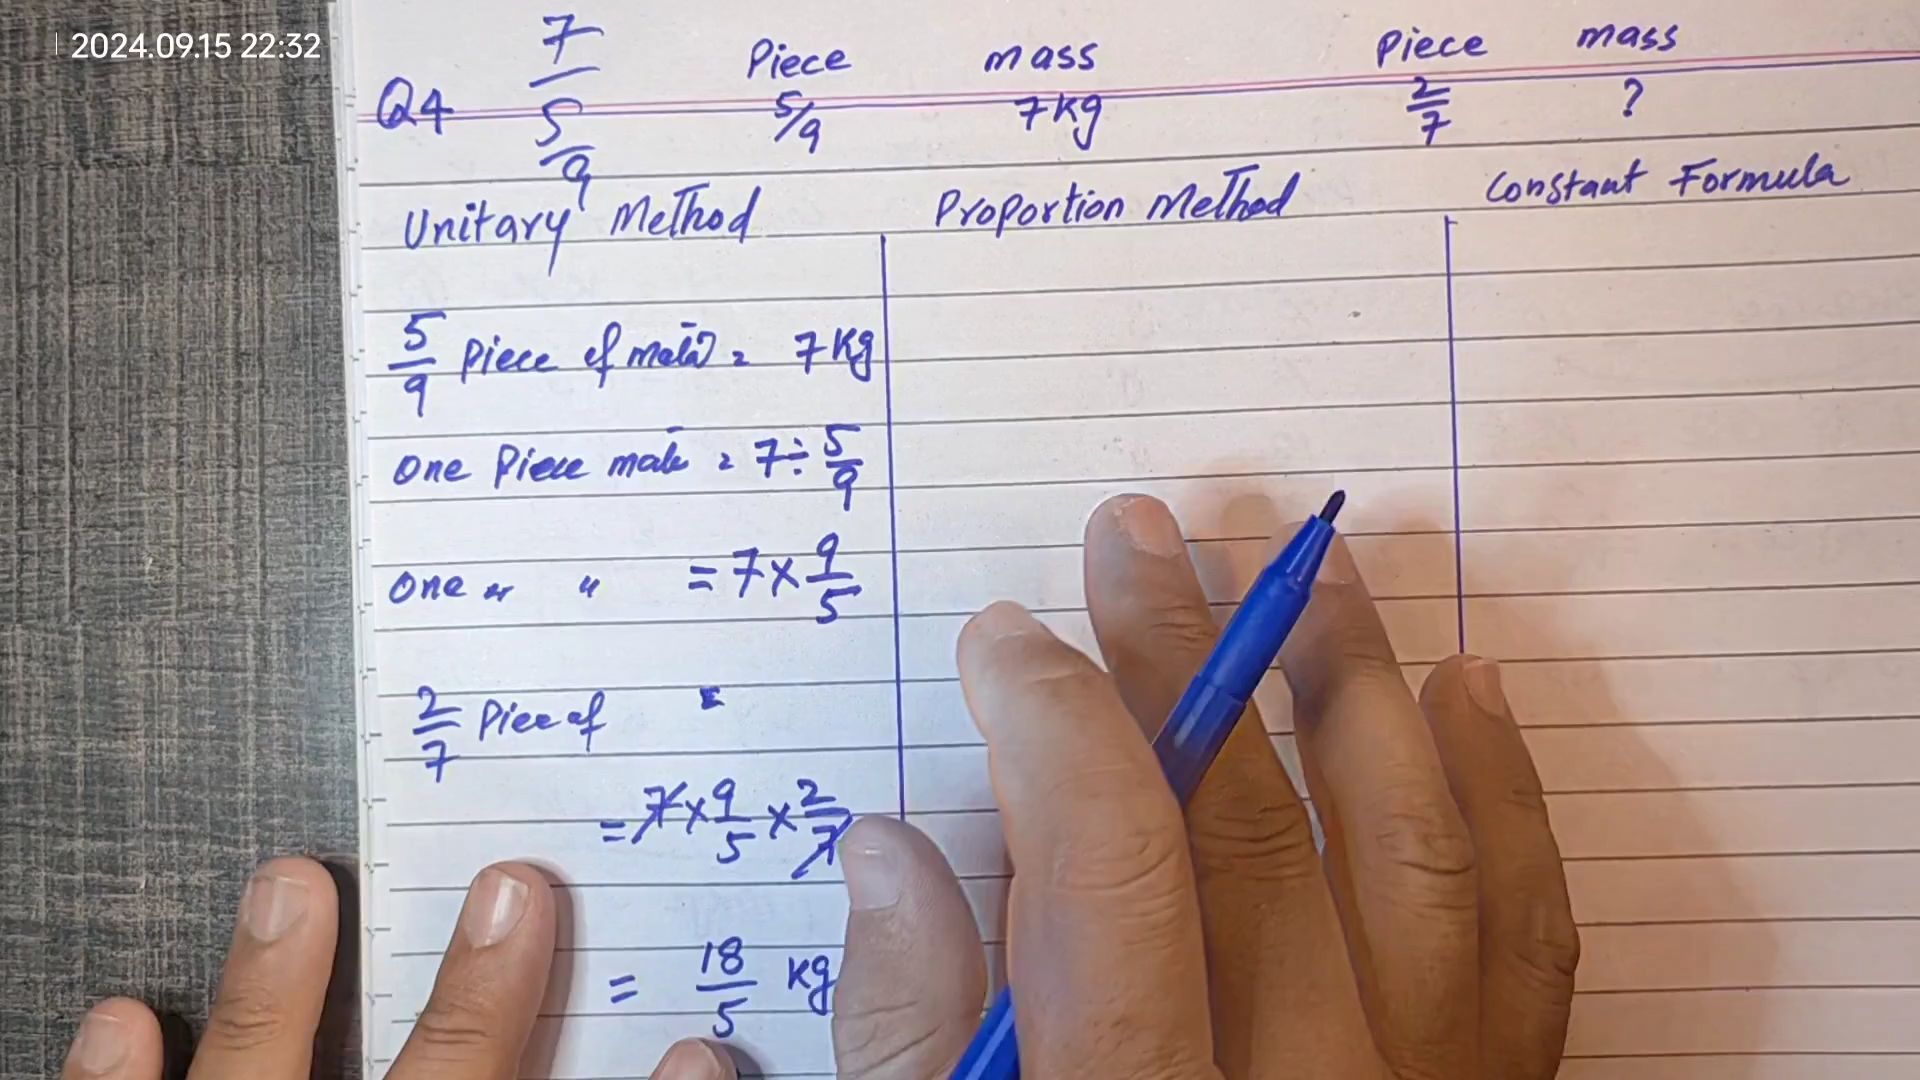 2024.09.15 22:32
Q4 7/(5/9) Piece mass Piece mass
5/9 7kg 2/7 ?
Unitary Method Proportion Method Constant Formula
5/9 Piece of = 7kg
One Piece = 7 ÷ 5/9
One " " = 7 × 9/5
2/7 Piece of =
= 7 × 9/5 × 2/7
= 18/5 kg